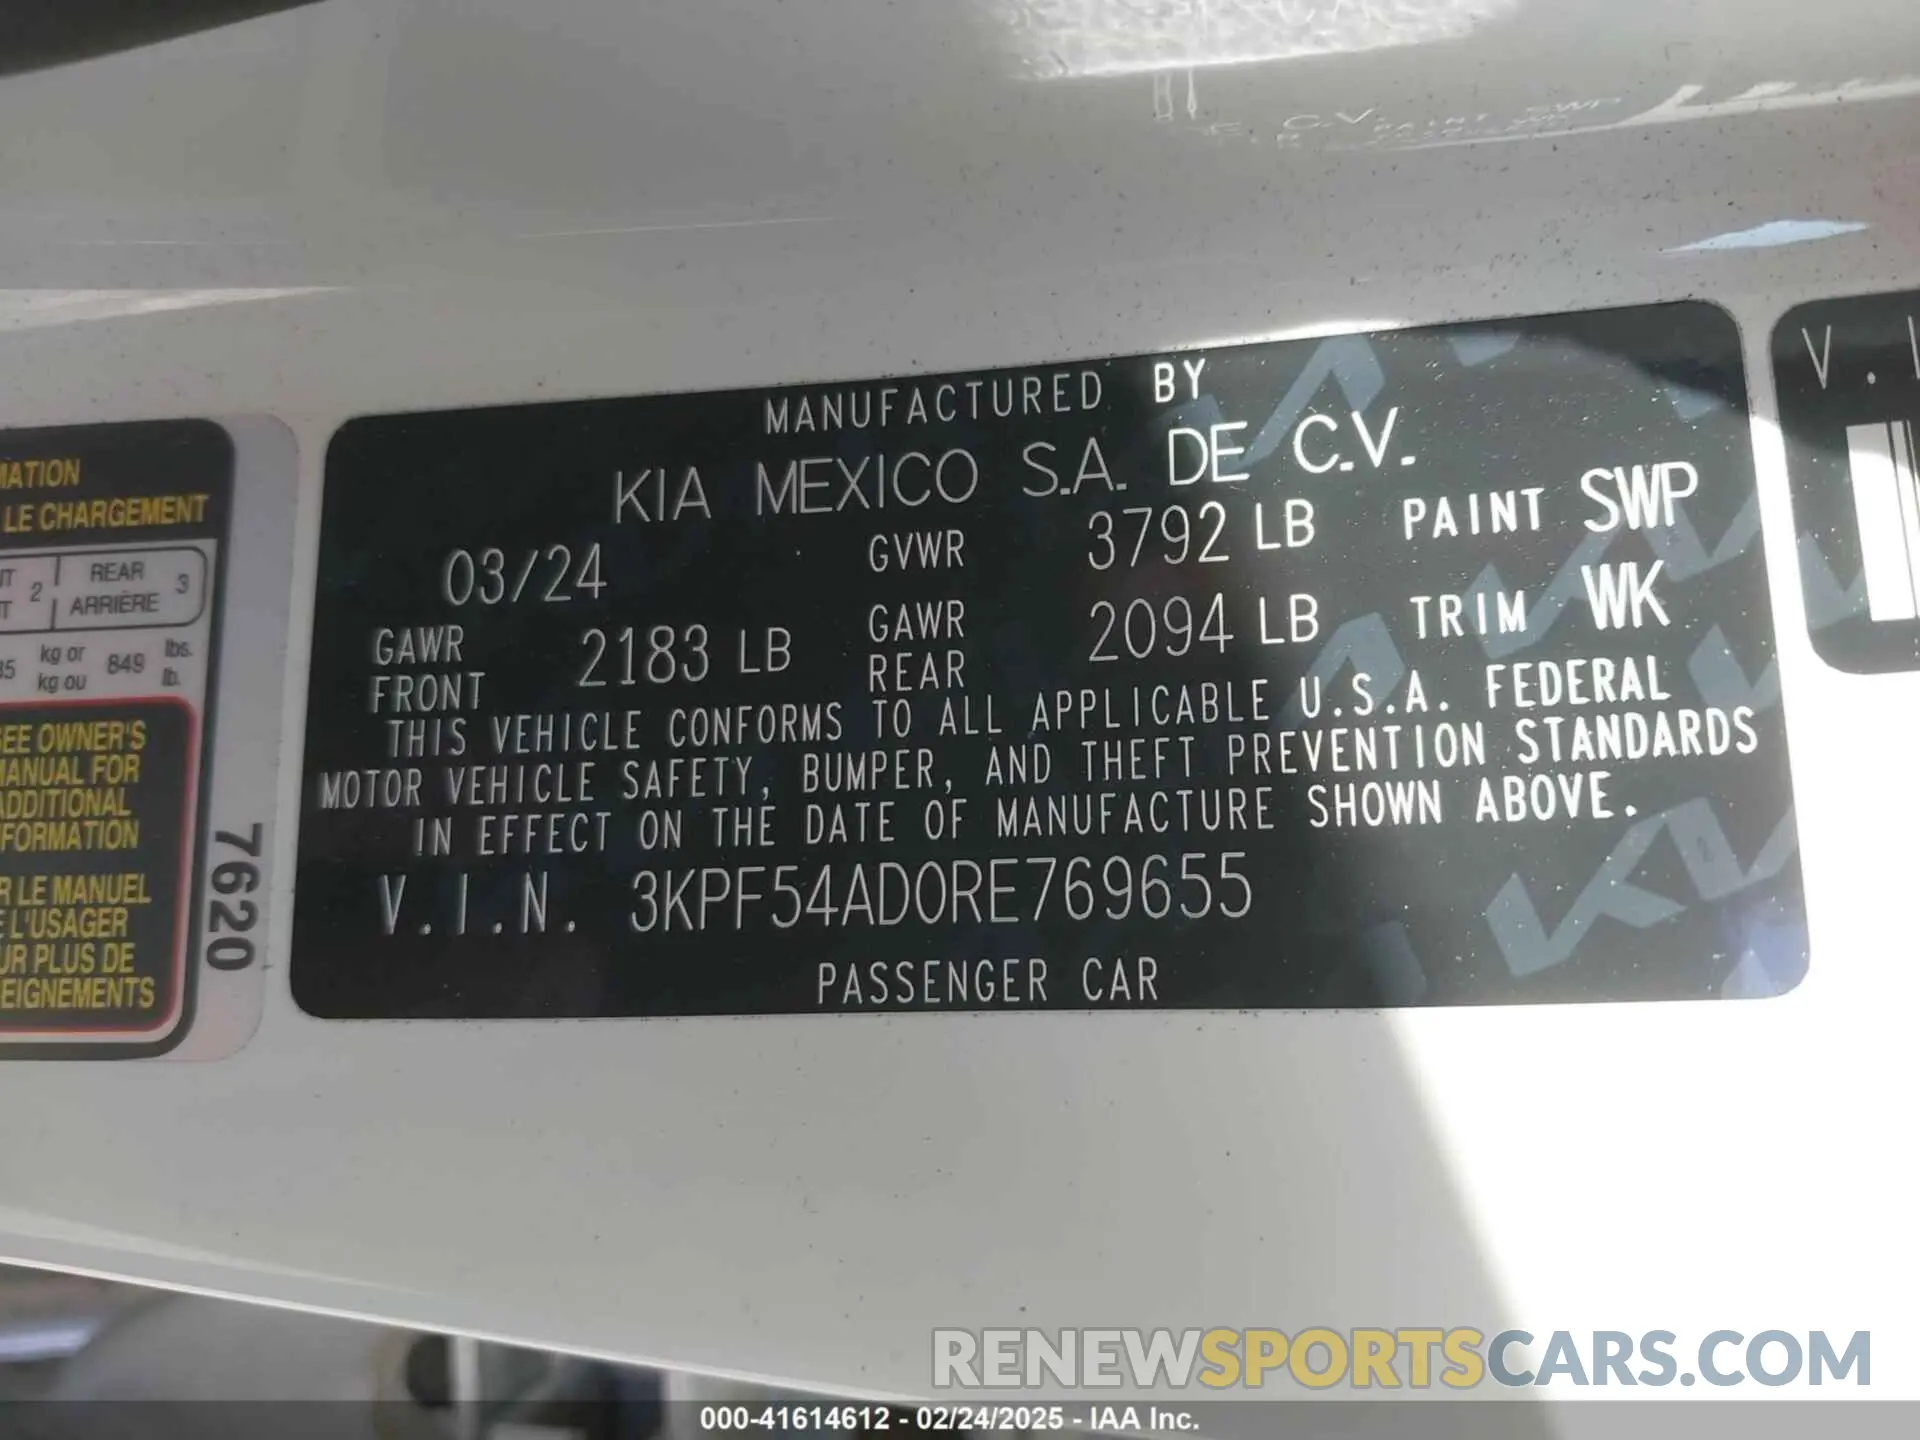 MANUFACTURED BY
KIA MEXICO S.A. DE C.V.
03/24 GVWR 3792 LB PAINT SWP
GAWR FRONT 2183 LB GAWR REAR 2094 LB TRIM WK
THIS VEHICLE CONFORMS TO ALL APPLICABLE U.S.A. FEDERAL
MOTOR VEHICLE SAFETY, BUMPER, AND THEFT PREVENTION STANDARDS
IN EFFECT ON THE DATE OF MANUFACTURE SHOWN ABOVE.
V.I.N. 3KPF54AD0RE769655
PASSENGER CAR
MATION
LE CHARGEMENT
2 REAR 3
ARRIÈRE
kg or 849 lbs.
kg ou lb.
SEE OWNER'S
MANUAL FOR
ADDITIONAL
INFORMATION
R LE MANUEL
E L'USAGER
UR PLUS DE
EIGNEMENTS
7620
V.I
RENEWSPORTSCARS.COM
000-41614612 - 02/24/2025 - IAA Inc.